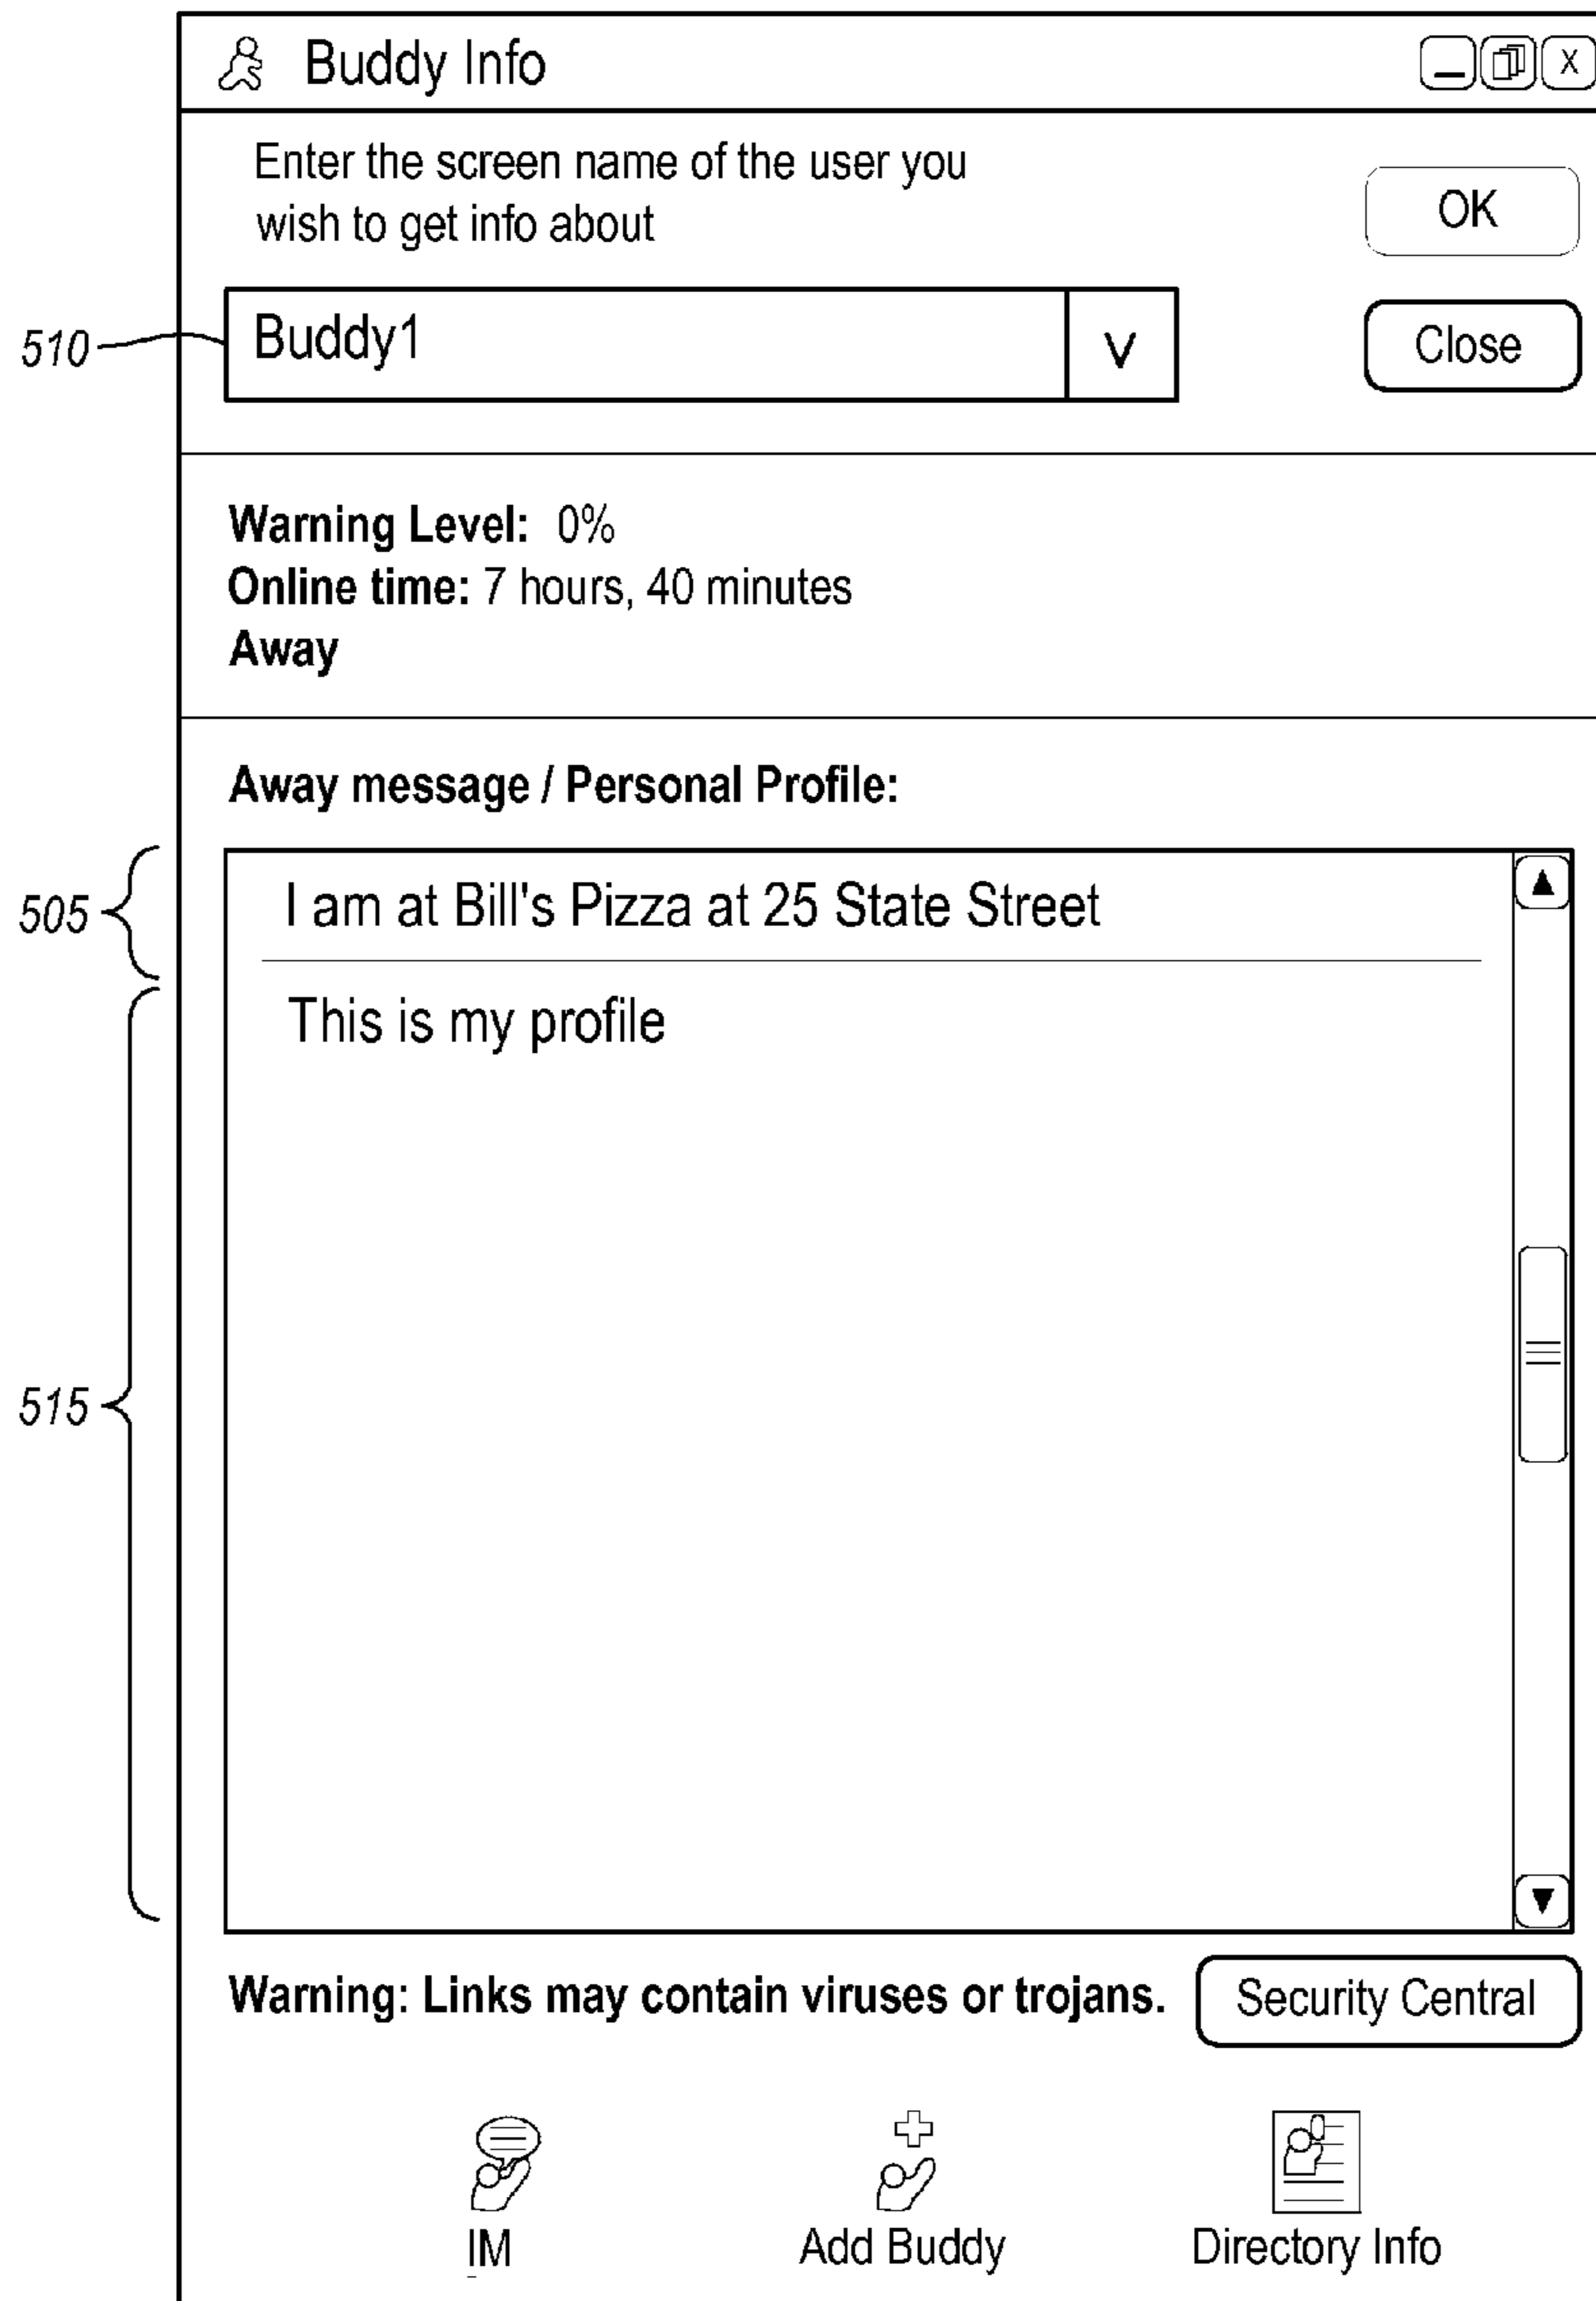 Buddy Info
X
Enter the screen name of the user you
wish to get info about
OK
510
Buddy1
V
Close
Warning Level: 0%
Online time: 7 hours, 40 minutes
Away
Away message / Personal Profile:
505
I am at Bill's Pizza at 25 State Street
This is my profile
515
Warning: Links may contain viruses or trojans.
Security Central
IM
Add Buddy
Directory Info